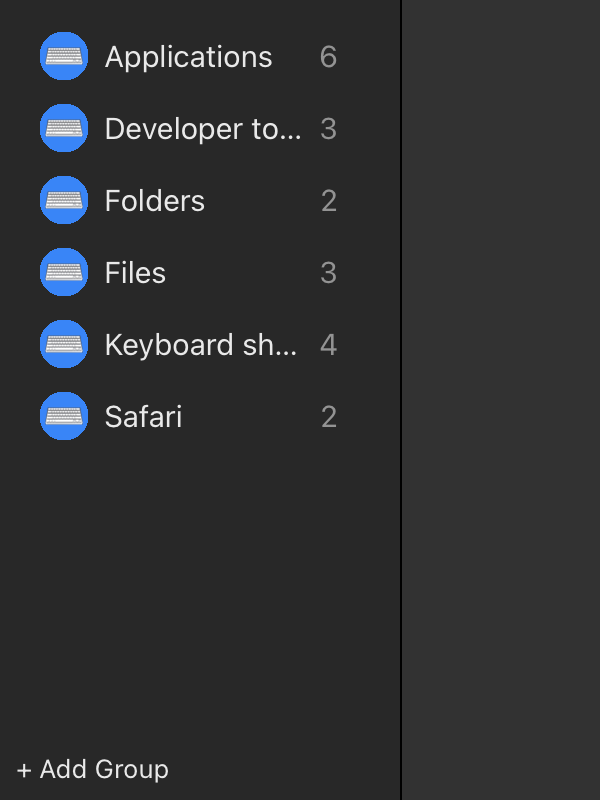 Applications 6
Developer to... 3
Folders 2
Files 3
Keyboard sh... 4
Safari 2
+ Add Group